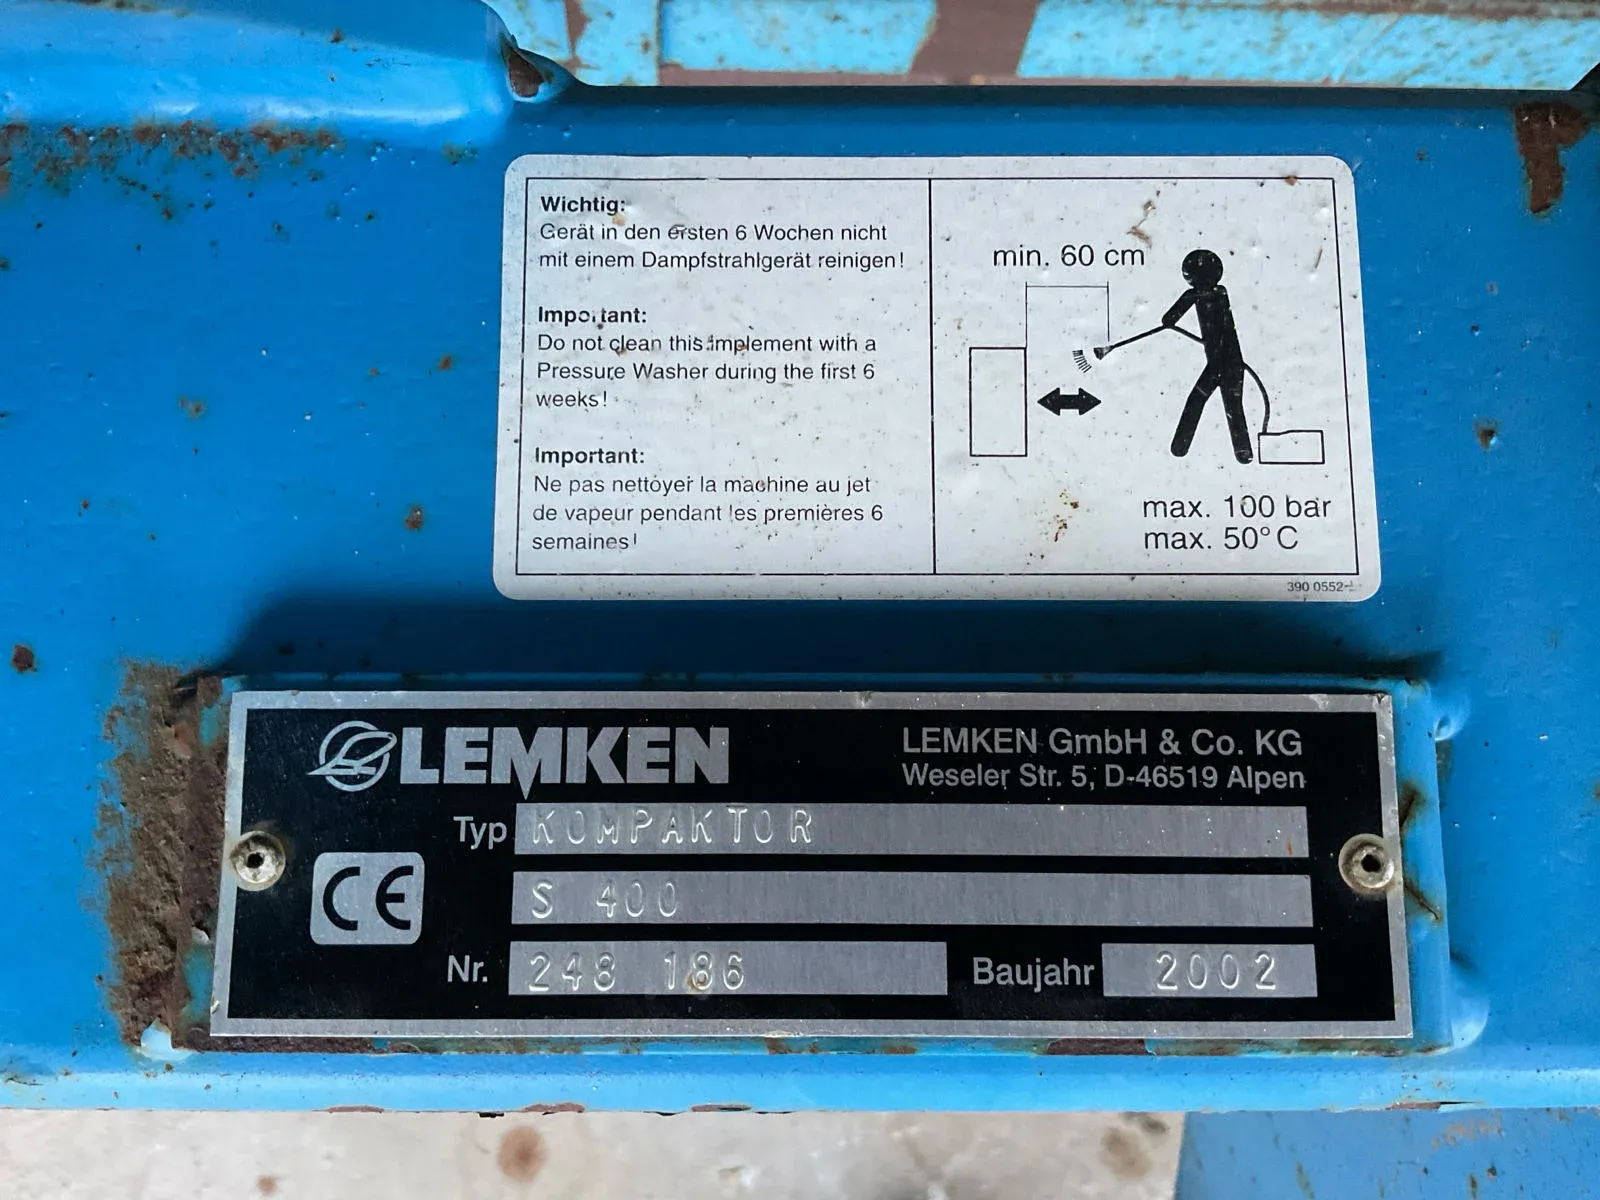 Wichtig:
Gerät in den ersten 6 Wochen nicht
mit einem Dampfstrahlgerät reinigen!
Important:
Do not clean this implement with a
Pressure Washer during the first 6
weeks!
Important:
Ne pas nettoyer la machine au jet
de vapeur pendant les premières 6
semaines!
min. 60 cm
max. 100 bar
max. 50°C
390 0552
LEMKEN
LEMKEN GmbH & Co. KG
Weseler Str. 5, D-46519 Alpen
Typ KOMPAKTOR
CE
S 400
Nr. 248 186 Baujahr 2002